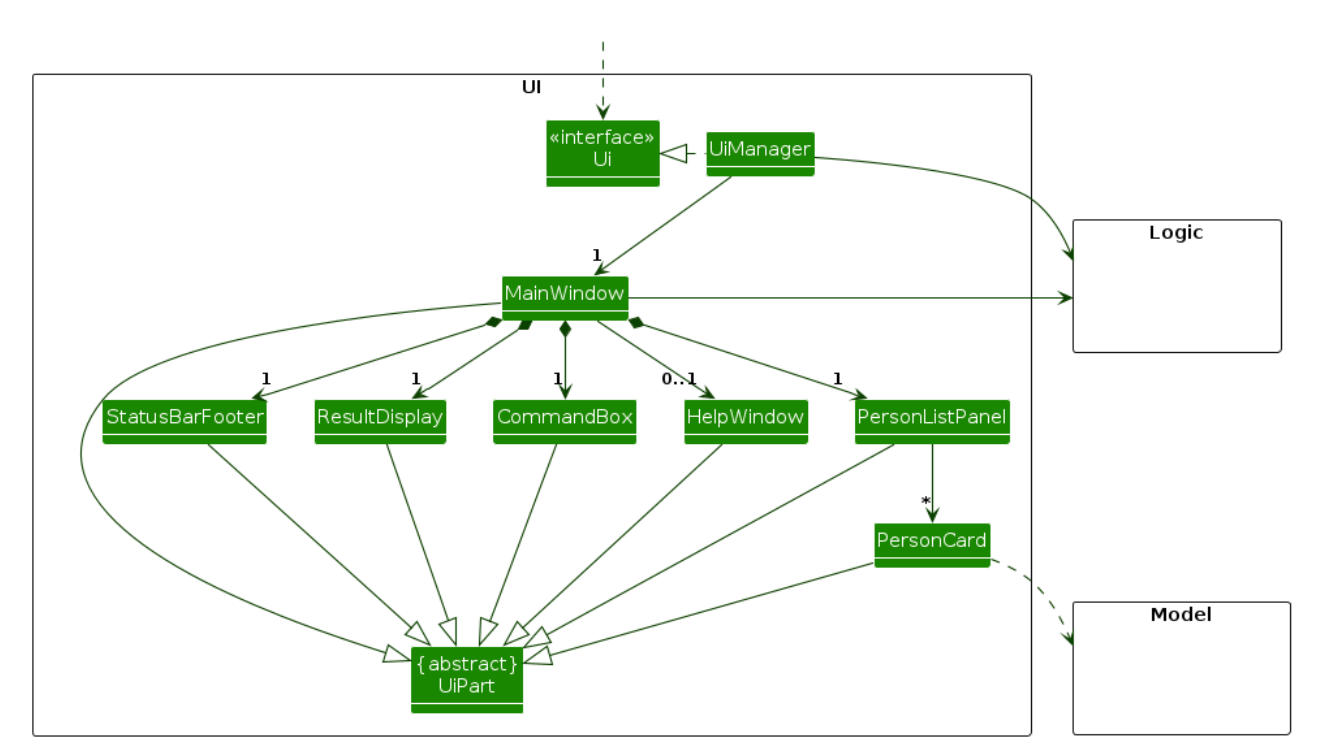 UI
«interface»
Ui
UiManager
Logic
1
MainWindow
1
1
1
0..1
1
StatusBarFooter
ResultDisplay
CommandBox
HelpWindow
PersonListPanel
*
PersonCard
Model
{abstract}
UiPart